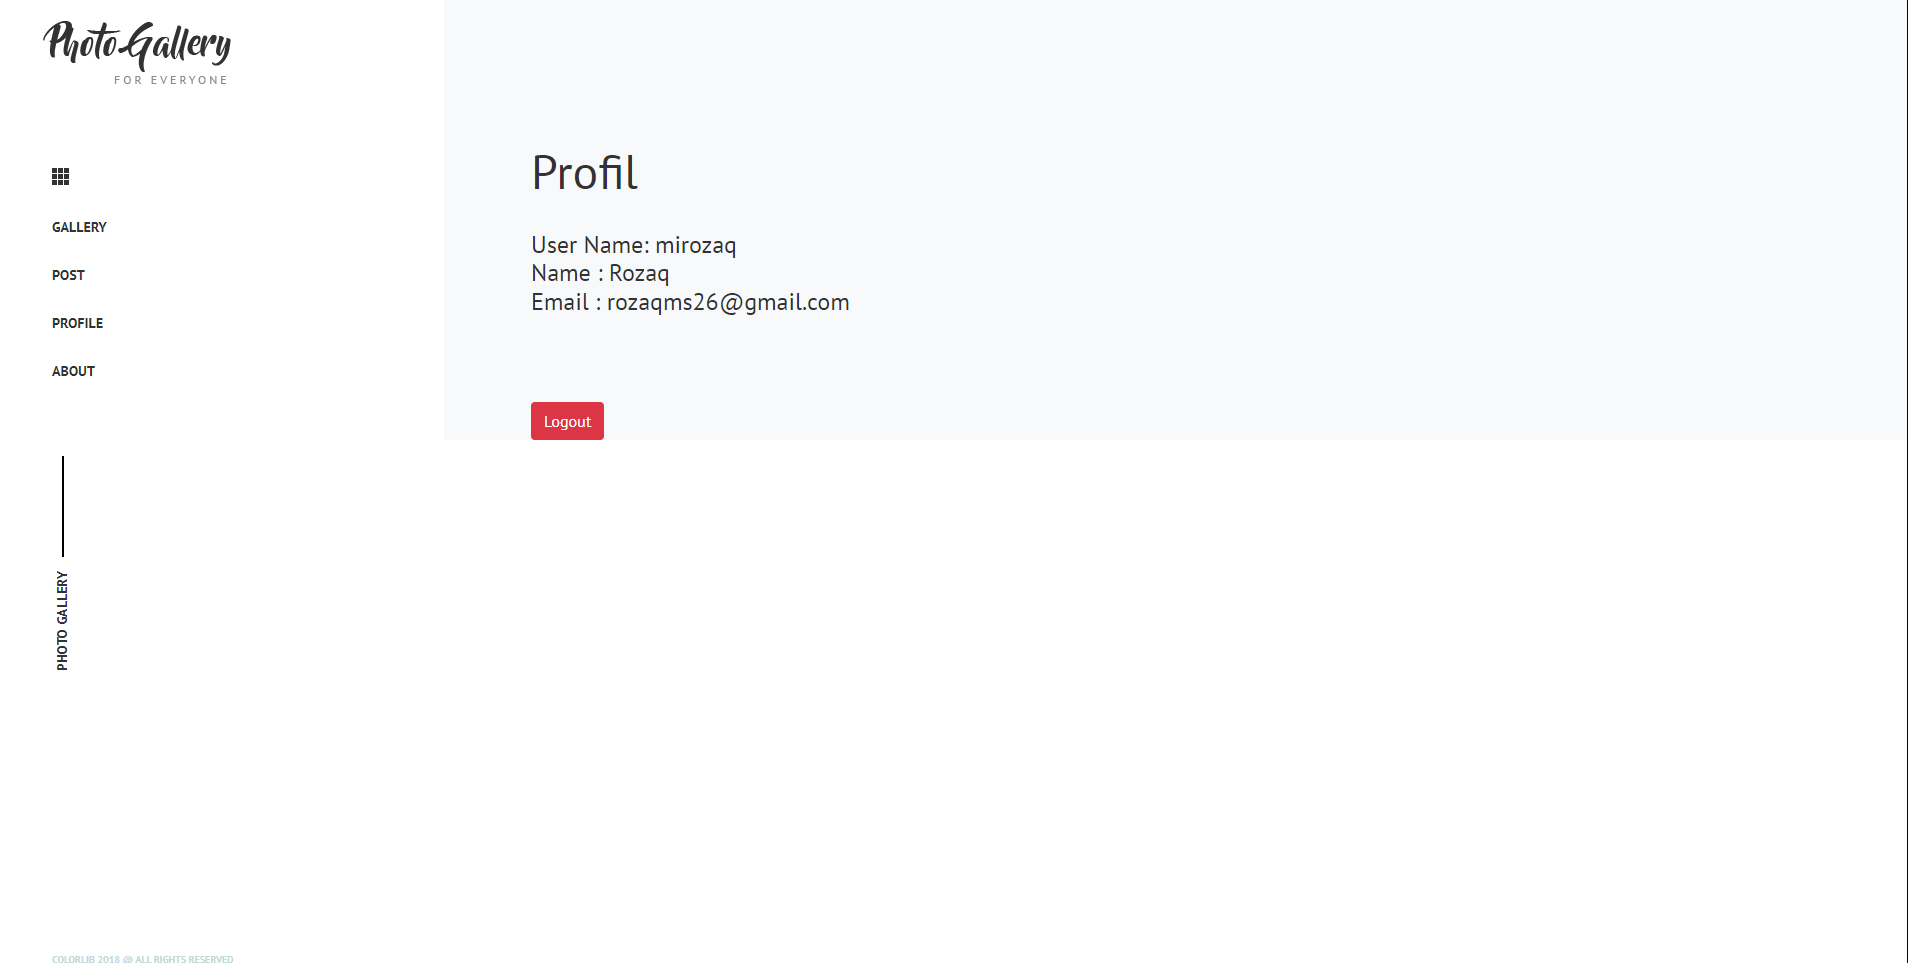 Photo Gallery
FOR EVERYONE
GALLERY
POST
PROFILE
ABOUT
PHOTO GALLERY
COLORLIB 2018 @ ALL RIGHTS RESERVED
Profil
User Name: mirozaq
Name : Rozaq
Email : rozaqms26@gmail.com
Logout